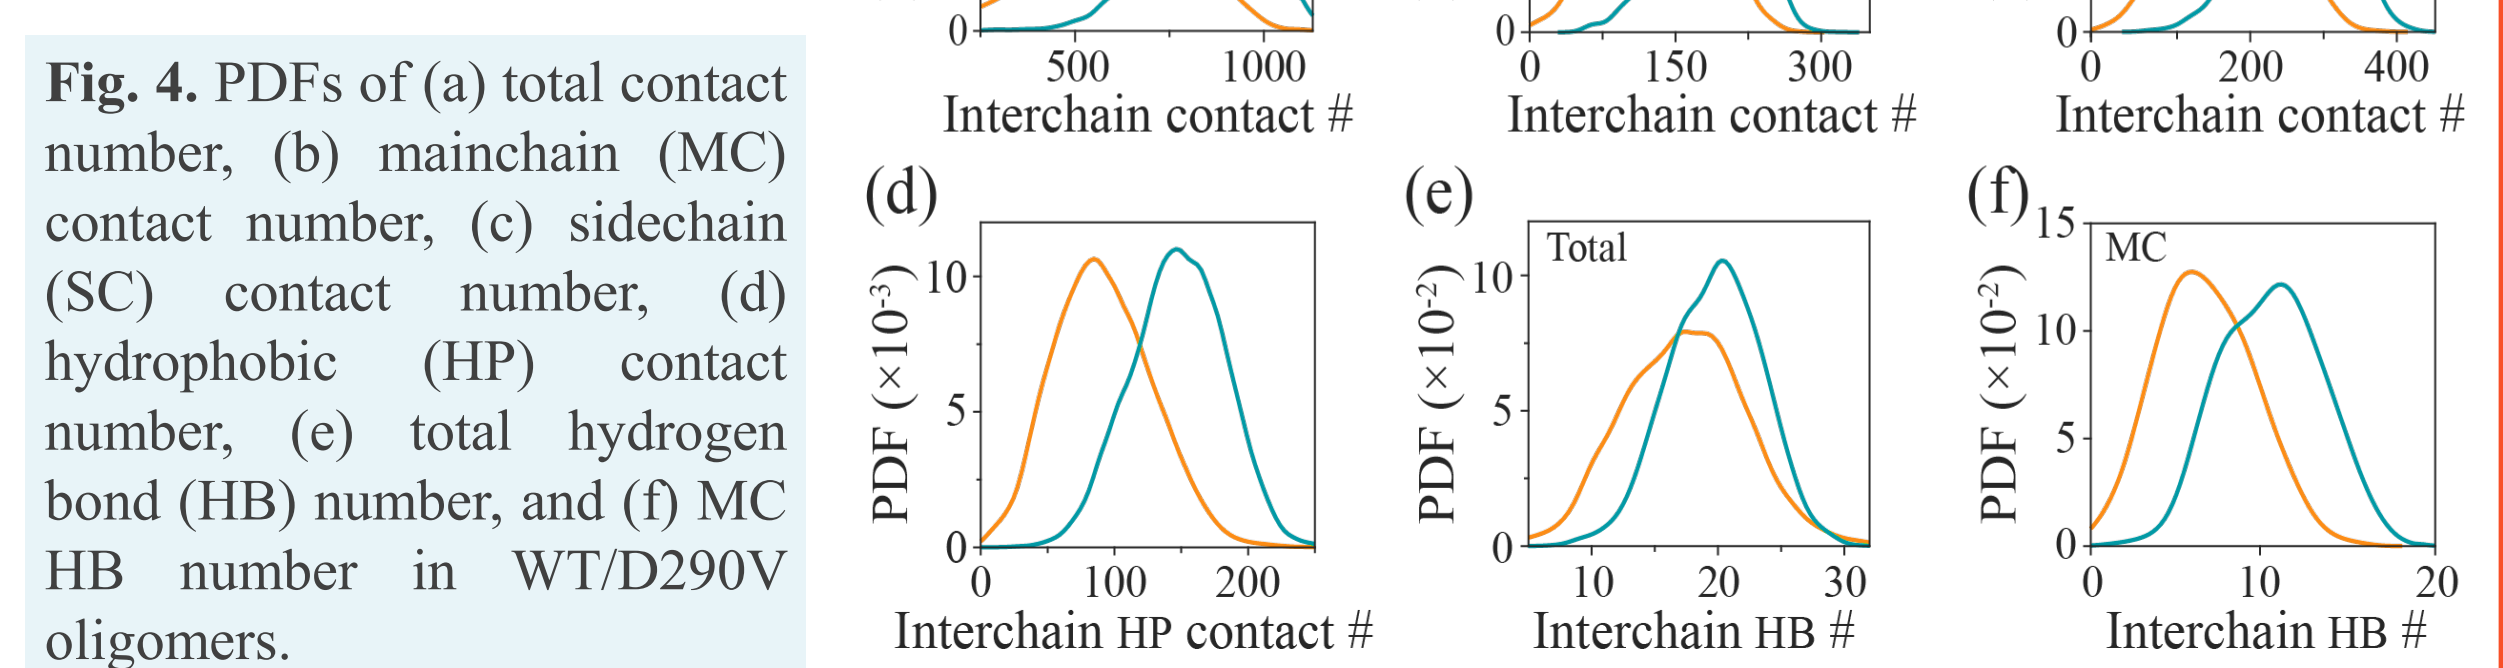 Fig. 4. PDFs of (a) total contact
number, (b) mainchain (MC)
contact number, (c) sidechain
(SC) contact number, (d)
hydrophobic (HP) contact
number, (e) total hydrogen
bond (HB) number, and (f) MC
HB number in WT/D290V
oligomers.
0
500 1000
Interchain contact #
0
0 150 300
Interchain contact #
0
0 200 400
Interchain contact #
(d)
PDF (×10⁻³)
10
5
0
0 100 200
Interchain HP contact #
(e)
Total
PDF (×10⁻²)
10
5
0
10 20 30
Interchain HB #
(f)
MC
PDF (×10⁻²)
15
10
5
0
0 10 20
Interchain HB #